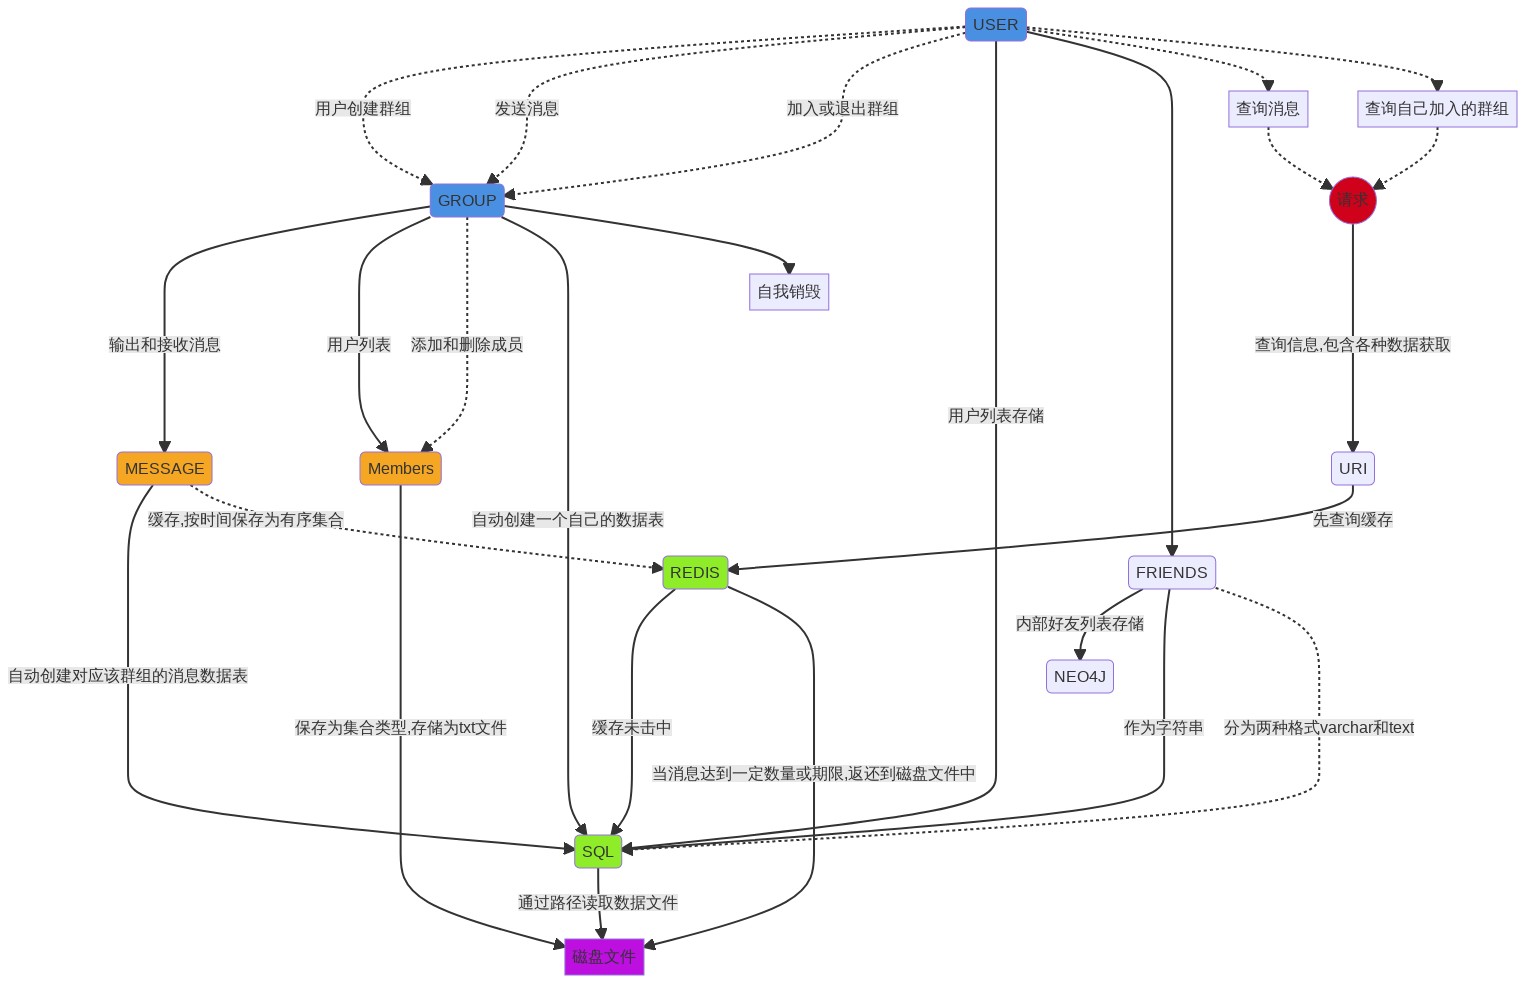 USER
用户创建群组
发送消息
加入或退出群组
查询消息
查询自己加入的群组
GROUP
请求
自我销毁
输出和接收消息
用户列表
添加和删除成员
查询信息,包含各种数据获取
用户列表存储
MESSAGE
Members
URI
缓存,按时间保存为有序集合
自动创建一个自己的数据表
先查询缓存
REDIS
FRIENDS
内部好友列表存储
自动创建对应该群组的消息数据表
NEO4J
保存为集合类型,存储为txt文件
缓存未击中
作为字符串
分为两种格式varchar和text
当消息达到一定数量或期限,返还到磁盘文件中
SQL
通过路径读取数据文件
磁盘文件